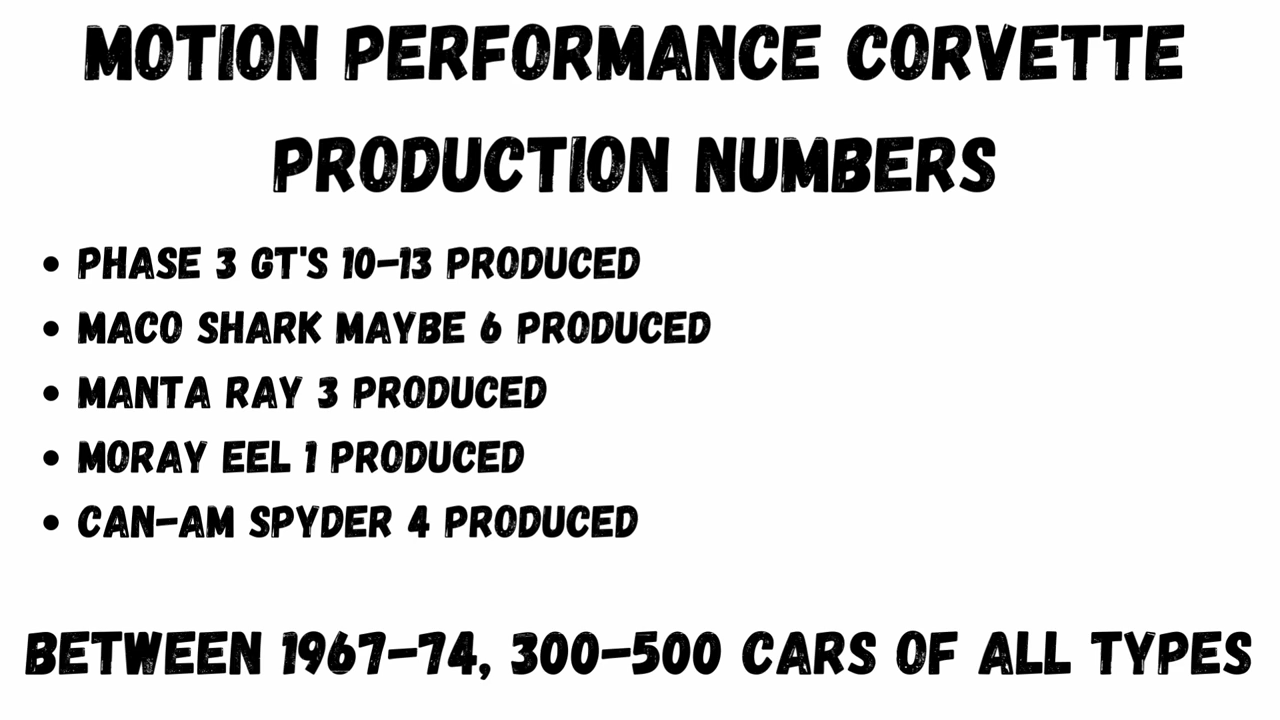 MOTION PERFORMANCE CORVETTE
PRODUCTION NUMBERS
• PHASE 3 GT'S 10-13 PRODUCED
• MACO SHARK MAYBE 6 PRODUCED
• MANTA RAY 3 PRODUCED
• MORAY EEL 1 PRODUCED
• CAN-AM SPYDER 4 PRODUCED
BETWEEN 1967-74, 300-500 CARS OF ALL TYPES